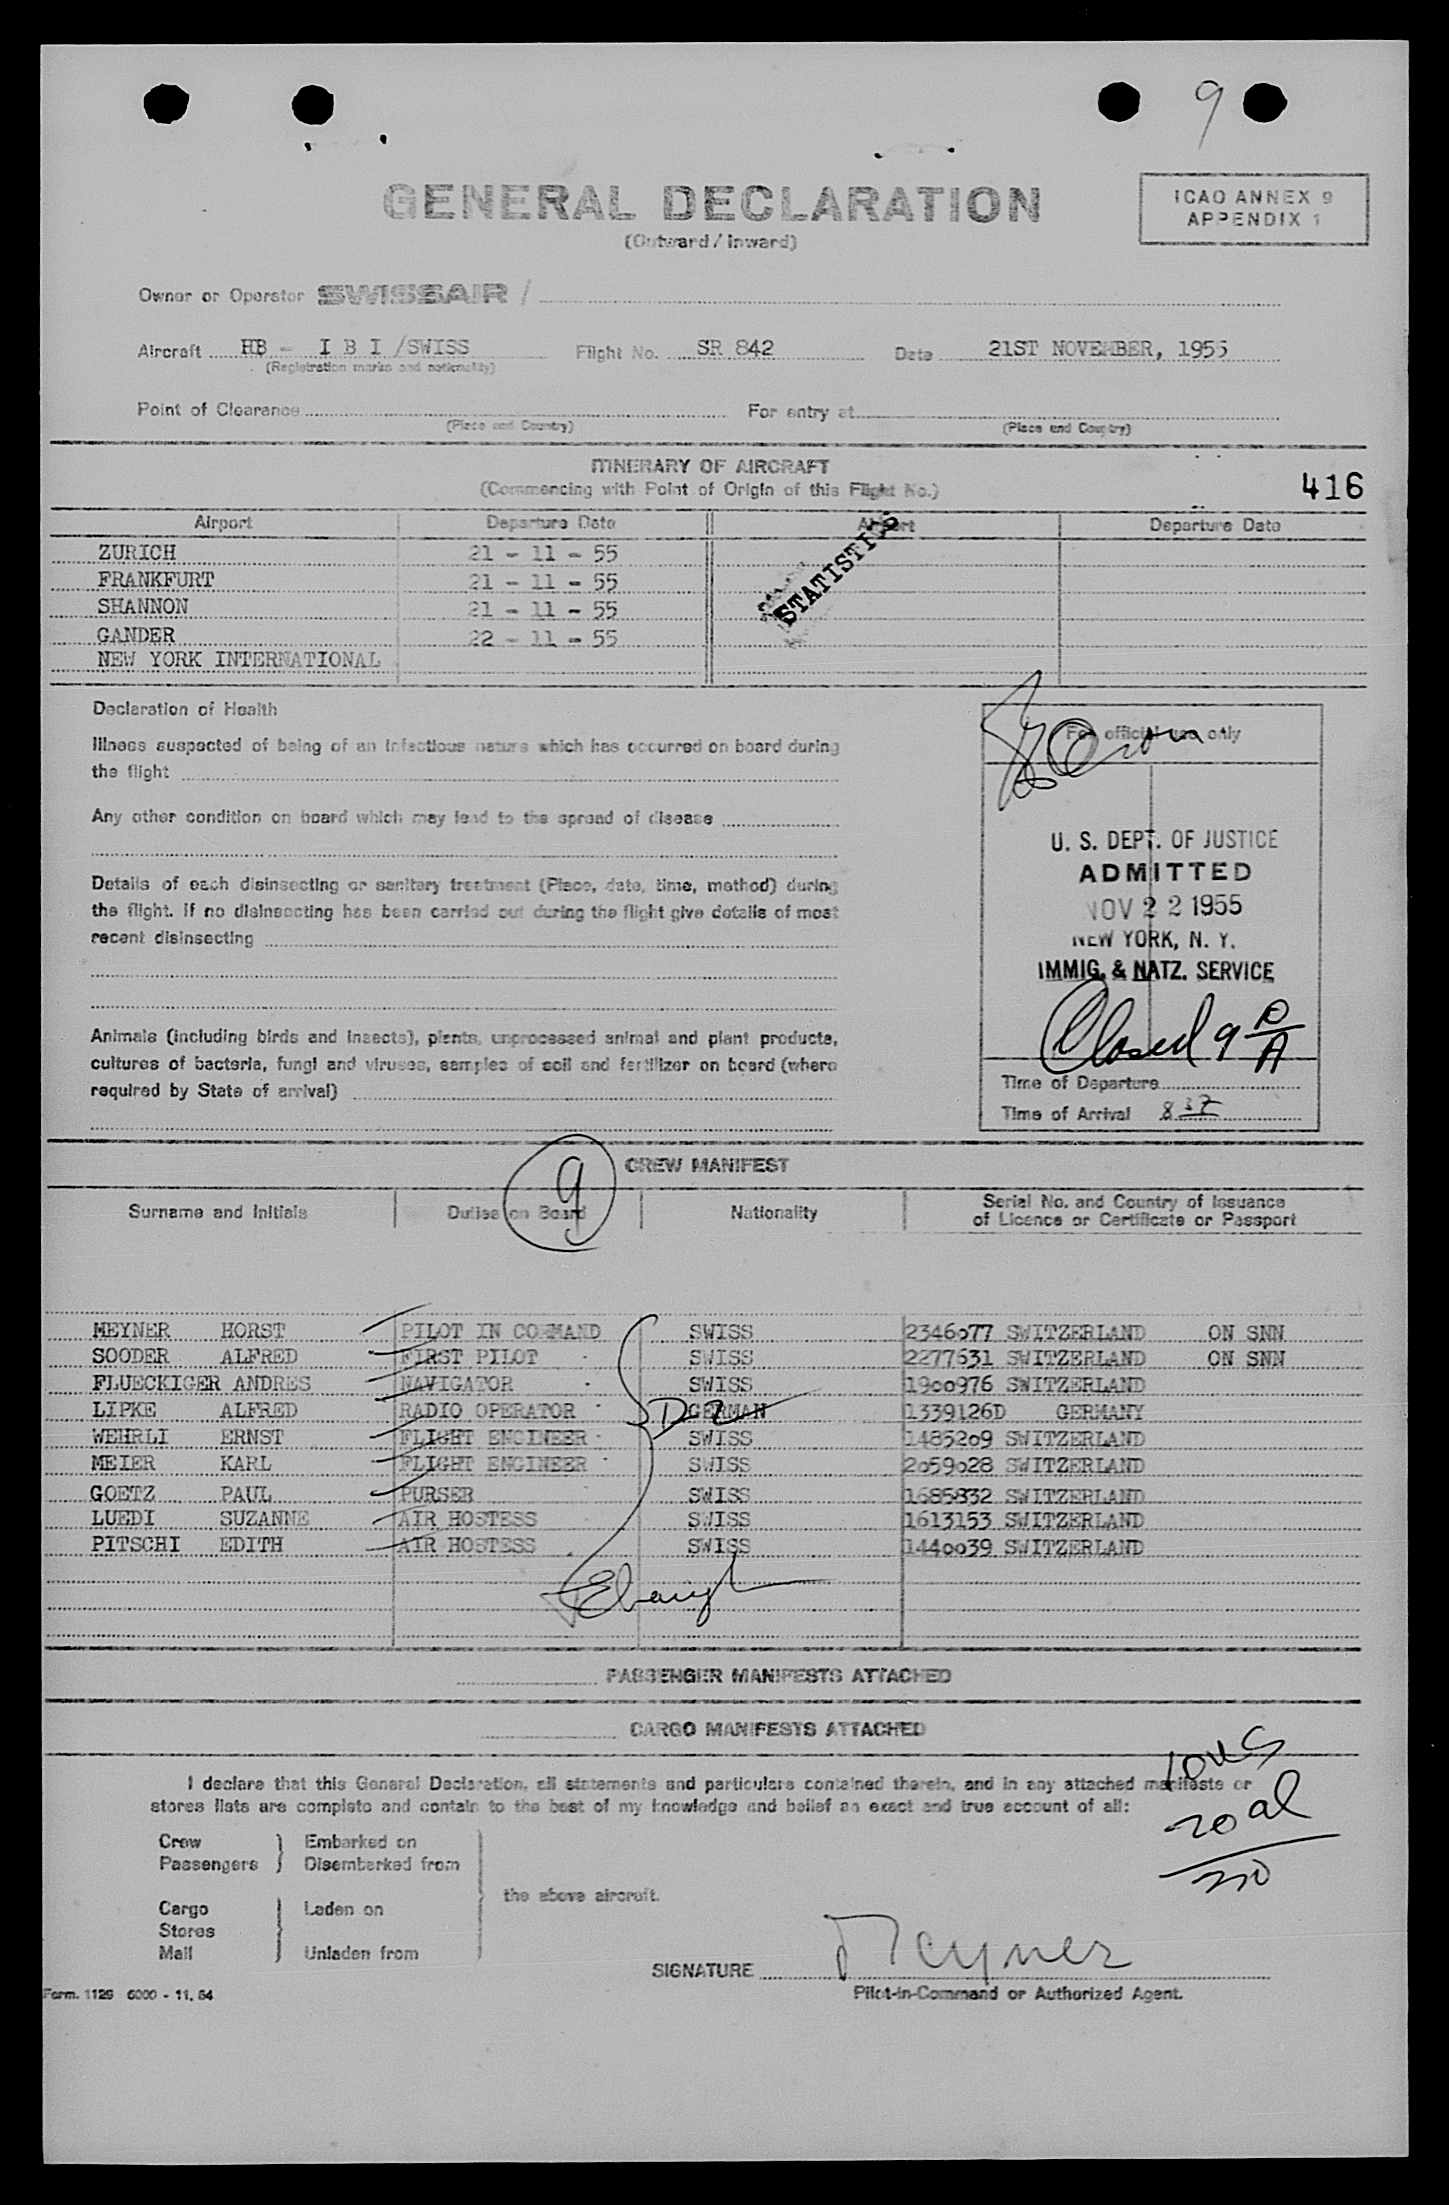 9
GENERAL DECLARATION
(Outward / Inward)
ICAO ANNEX 9
APPENDIX 1
Owner or Operator SWISSAIR /
Aircraft HB - I B I /SWISS Flight No. SR 842 Date 21ST NOVEMBER, 1955
(Registration marks and nationality)
Point of Clearance For entry at
(Place and Country) (Place and Country)
ITINERARY OF AIRCRAFT
(Commencing with Point of Origin of this Flight No.)
416
Airport Departure Date Airport Departure Date
STATISTICS
ZURICH 21 - 11 - 55
FRANKFURT 21 - 11 - 55
SHANNON 21 - 11 - 55
GANDER 22 - 11 - 55
NEW YORK INTERNATIONAL
Declaration of Health
Illness suspected of being of an infectious nature which has occurred on board during
the flight
Any other condition on board which may lead to the spread of disease
Details of each disinsecting or sanitary treatment (Place, date, time, method) during
the flight. If no disinsecting has been carried out during the flight give details of most
recent disinsecting
Animals (including birds and insects), plants, unprocessed animal and plant products,
cultures of bacteria, fungi and viruses, samples of soil and fertilizer on board (where
required by State of arrival)
For official use only
U. S. DEPT. OF JUSTICE
ADMITTED
NOV 22 1955
NEW YORK, N. Y.
IMMIG. & NATZ. SERVICE
Closed 9 P/A
Time of Departure
Time of Arrival 8 37
CREW MANIFEST
9
Surname and Initials Duties on Board Nationality Serial No. and Country of Issuance
of Licence or Certificate or Passport
MEYNER HORST PILOT IN COMMAND SWISS 2346o77 SWITZERLAND ON SNN
SOODER ALFRED FIRST PILOT SWISS 2277631 SWITZERLAND ON SNN
FLUECKIGER ANDRES NAVIGATOR SWISS 19oo976 SWITZERLAND
LIPKE ALFRED RADIO OPERATOR GERMAN 1339126D GERMANY
WEHRLI ERNST FLIGHT ENGINEER SWISS 14852o9 SWITZERLAND
MEIER KARL FLIGHT ENGINEER SWISS 2o59o28 SWITZERLAND
GOETZ PAUL PURSER SWISS 1685832 SWITZERLAND
LUEDI SUZANNE AIR HOSTESS SWISS 1613153 SWITZERLAND
PITSCHI EDITH AIR HOSTESS SWISS 144oo39 SWITZERLAND
PASSENGER MANIFESTS ATTACHED
CARGO MANIFESTS ATTACHED
I declare that this General Declaration, all statements and particulars contained therein, and in any attached manifests or
stores lists are complete and contain to the best of my knowledge and belief an exact and true account of all:
10 US
20 al
30
Crew Embarked on
Passengers Disembarked from
the above aircraft.
Cargo Laden on
Stores
Mail Unladen from
SIGNATURE Meyner
Pilot-in-Command or Authorized Agent.
Form. 1129 6000 - 11. 54